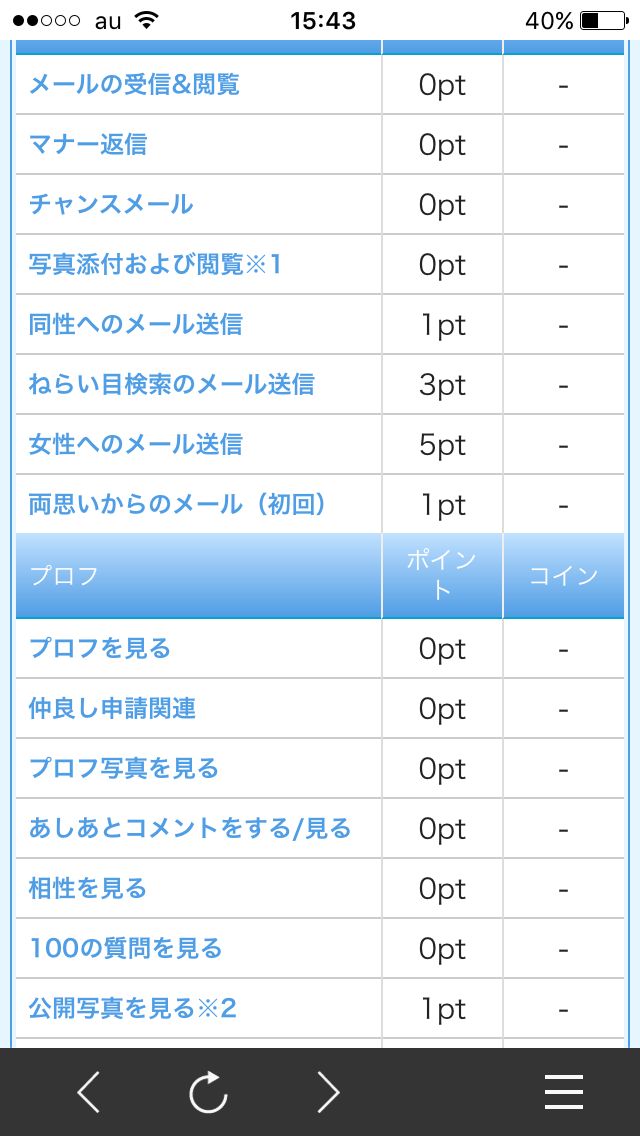 au 15:43 40%
メールの受信&閲覧 0pt -
マナー返信 0pt -
チャンスメール 0pt -
写真添付および閲覧※1 0pt -
同性へのメール送信 1pt -
ねらい目検索のメール送信 3pt -
女性へのメール送信 5pt -
両思いからのメール（初回） 1pt -
プロフ ポイント コイン
プロフを見る 0pt -
仲良し申請関連 0pt -
プロフ写真を見る 0pt -
あしあとコメントをする/見る 0pt -
相性を見る 0pt -
100の質問を見る 0pt -
公開写真を見る※2 1pt -